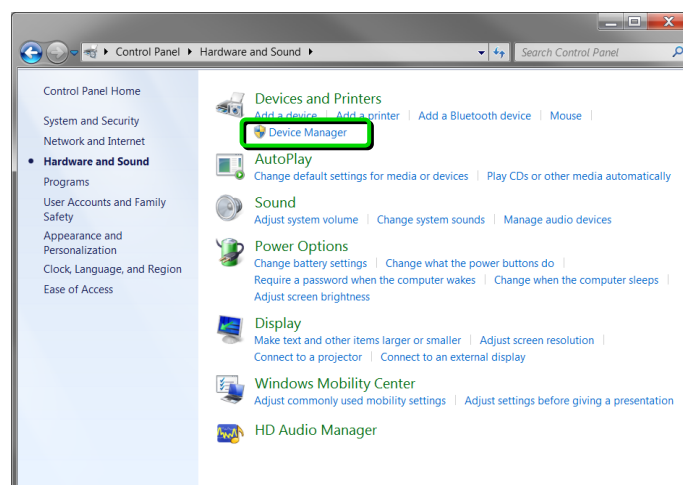 Control Panel Hardware and Sound Search Control Panel
Control Panel Home
System and Security
Network and Internet
Hardware and Sound
Programs
User Accounts and Family
Safety
Appearance and
Personalization
Clock, Language, and Region
Ease of Access
Devices and Printers
Add a device Add a printer Add a Bluetooth device Mouse
Device Manager
AutoPlay
Change default settings for media or devices Play CDs or other media automatically
Sound
Adjust system volume Change system sounds Manage audio devices
Power Options
Change battery settings Change what the power buttons do
Require a password when the computer wakes Change when the computer sleeps
Adjust screen brightness
Display
Make text and other items larger or smaller Adjust screen resolution
Connect to a projector Connect to an external display
Windows Mobility Center
Adjust commonly used mobility settings Adjust settings before giving a presentation
HD Audio Manager